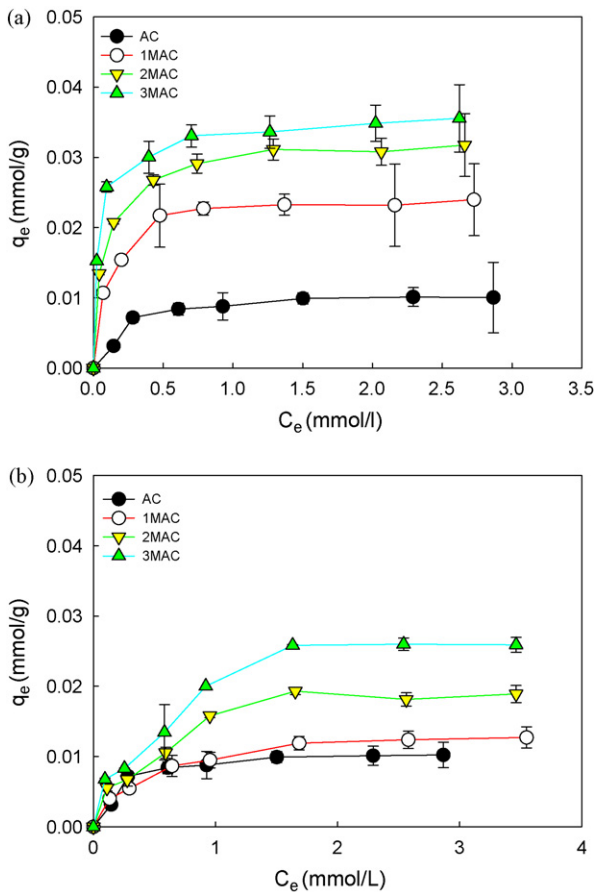 (a)
0.05
0.04
0.03
0.02
0.01
0.00
qe (mmol/g)
AC
1MAC
2MAC
3MAC
0.0 0.5 1.0 1.5 2.0 2.5 3.0 3.5
Ce (mmol/l)
(b)
0.05
0.04
0.03
0.02
0.01
0.00
qe (mmol/g)
AC
1MAC
2MAC
3MAC
0 1 2 3 4
Ce (mmol/L)